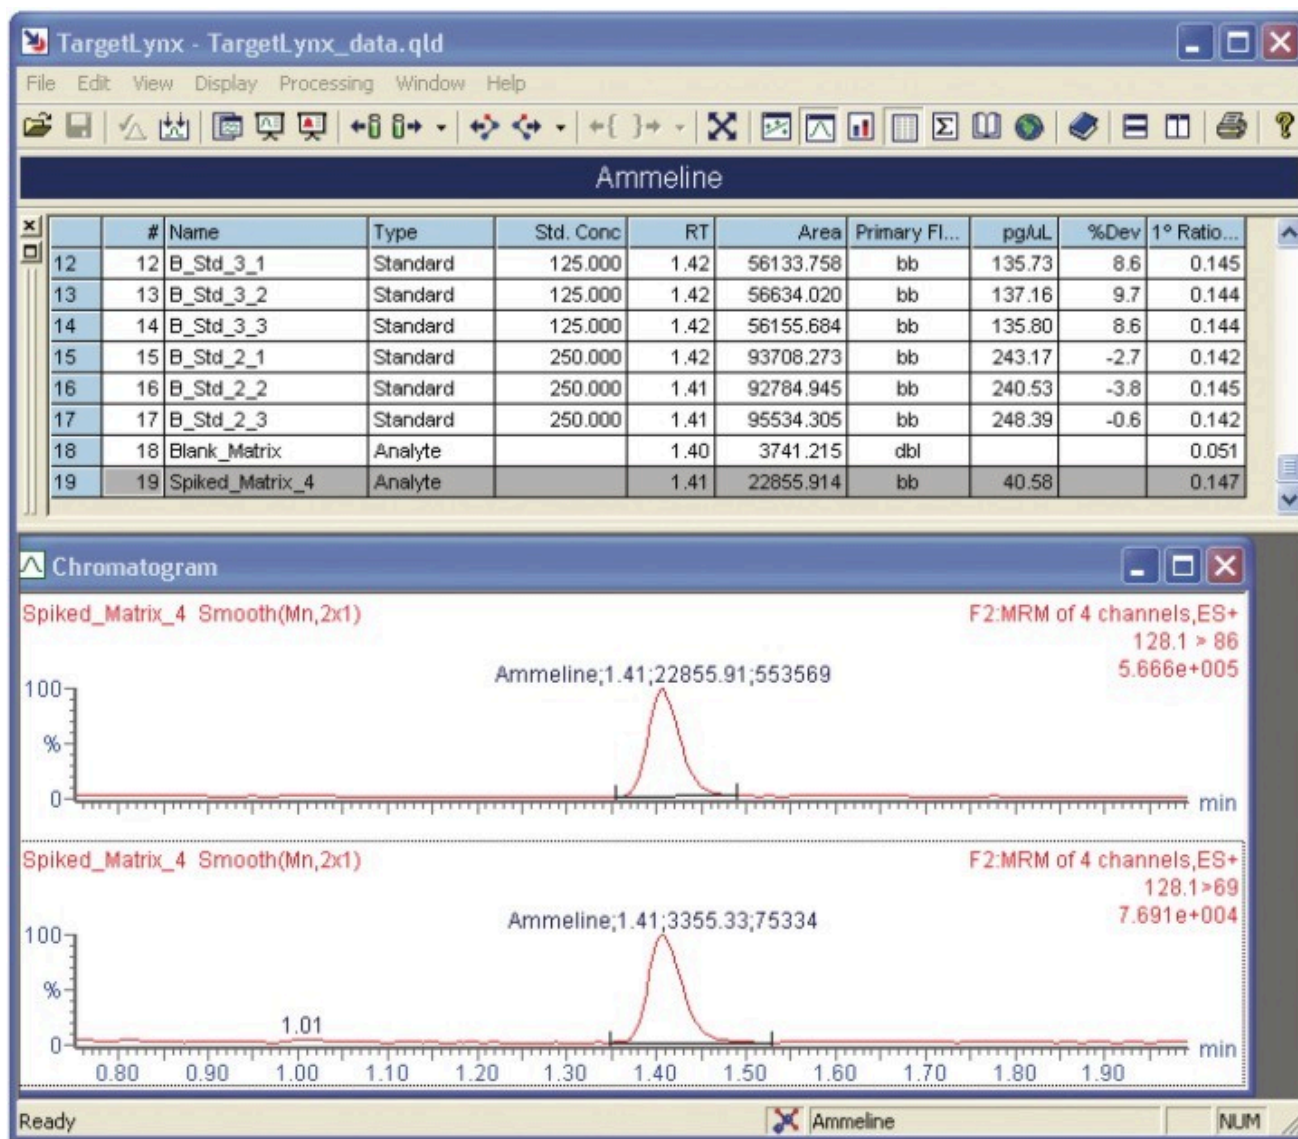 TargetLynx - TargetLynx_data.qld
File Edit View Display Processing Window Help
Ammeline
# Name Type Std. Conc RT Area Primary Fl... pg/uL %Dev 1° Ratio...
12 12 B_Std_3_1 Standard 125.000 1.42 56133.758 bb 135.73 8.6 0.145
13 13 B_Std_3_2 Standard 125.000 1.42 56634.020 bb 137.16 9.7 0.144
14 14 B_Std_3_3 Standard 125.000 1.42 56155.684 bb 135.80 8.6 0.144
15 15 B_Std_2_1 Standard 250.000 1.42 93708.273 bb 243.17 -2.7 0.142
16 16 B_Std_2_2 Standard 250.000 1.41 92784.945 bb 240.53 -3.8 0.145
17 17 B_Std_2_3 Standard 250.000 1.41 95534.305 bb 248.39 -0.6 0.142
18 18 Blank_Matrix Analyte 1.40 3741.215 dbl 0.051
19 19 Spiked_Matrix_4 Analyte 1.41 22855.914 bb 40.58 0.147
Chromatogram
Spiked_Matrix_4 Smooth(Mn,2x1) F2:MRM of 4 channels,ES+
128.1 > 86
5.666e+005
Ammeline;1.41;22855.91;553569
100
%
0
min
Spiked_Matrix_4 Smooth(Mn,2x1) F2:MRM of 4 channels,ES+
128.1>69
7.691e+004
Ammeline;1.41;3355.33;75334
100
%
1.01
0
min
0.80 0.90 1.00 1.10 1.20 1.30 1.40 1.50 1.60 1.70 1.80 1.90
Ready Ammeline NUM